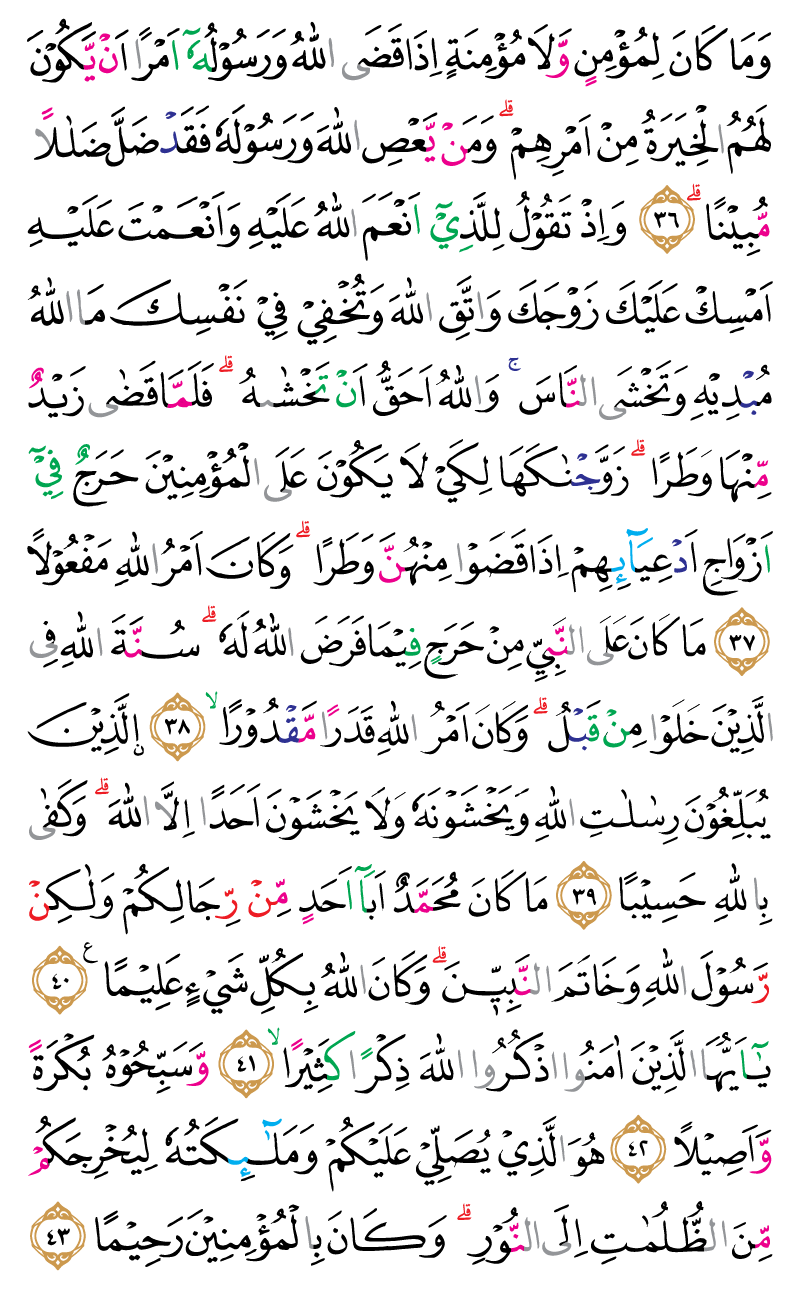 وَمَا كَانَ لِمُؤْمِنٍ وَّلَا مُؤْمِنَةٍ اِذَا قَضَى اللّٰهُ وَرَسُوْلُهٗٓ اَمْرًا اَنْ يَّكُوْنَ
لَهُمُ الْخِيَرَةُ مِنْ اَمْرِهِمْ ۗ وَمَنْ يَّعْصِ اللّٰهَ وَرَسُوْلَهٗ فَقَدْ ضَلَّ ضَلٰلًا
مُّبِيْنًا ۗ ٣٦ وَاِذْ تَقُوْلُ لِلَّذِيْٓ اَنْعَمَ اللّٰهُ عَلَيْهِ وَاَنْعَمْتَ عَلَيْهِ
اَمْسِكْ عَلَيْكَ زَوْجَكَ وَاتَّقِ اللّٰهَ وَتُخْفِيْ فِيْ نَفْسِكَ مَا اللّٰهُ
مُبْدِيْهِ وَتَخْشَى النَّاسَ ۚ وَاللّٰهُ اَحَقُّ اَنْ تَخْشٰىهُ ۗ فَلَمَّا قَضٰى زَيْدٌ
مِّنْهَا وَطَرًا ۗ زَوَّجْنٰكَهَا لِكَيْ لَا يَكُوْنَ عَلَى الْمُؤْمِنِيْنَ حَرَجٌ فِيْٓ
اَزْوَاجِ اَدْعِيَاۤىِٕهِمْ اِذَا قَضَوْا مِنْهُنَّ وَطَرًا ۗ وَكَانَ اَمْرُ اللّٰهِ مَفْعُوْلًا
٣٧ مَا كَانَ عَلَى النَّبِيِّ مِنْ حَرَجٍ فِيْمَا فَرَضَ اللّٰهُ لَهٗ ۗ سُنَّةَ اللّٰهِ فِى
الَّذِيْنَ خَلَوْا مِنْ قَبْلُ ۗ وَكَانَ اَمْرُ اللّٰهِ قَدَرًا مَّقْدُوْرًا ۙ ٣٨ ۨالَّذِيْنَ
يُبَلِّغُوْنَ رِسٰلٰتِ اللّٰهِ وَيَخْشَوْنَهٗ وَلَا يَخْشَوْنَ اَحَدًا اِلَّا اللّٰهَ ۗ وَكَفٰى
بِاللّٰهِ حَسِيْبًا ٣٩ مَا كَانَ مُحَمَّدٌ اَبَآ اَحَدٍ مِّنْ رِّجَالِكُمْ وَلٰكِنْ
رَّسُوْلَ اللّٰهِ وَخَاتَمَ النَّبِيّٖنَ ۗ وَكَانَ اللّٰهُ بِكُلِّ شَيْءٍ عَلِيْمًا ࣖ ٤٠
يٰٓاَيُّهَا الَّذِيْنَ اٰمَنُوا اذْكُرُوا اللّٰهَ ذِكْرًا كَثِيْرًا ۙ ٤١ وَّسَبِّحُوْهُ بُكْرَةً
وَّاَصِيْلًا ٤٢ هُوَ الَّذِيْ يُصَلِّيْ عَلَيْكُمْ وَمَلٰۤىِٕكَتُهٗ لِيُخْرِجَكُمْ
مِّنَ الظُّلُمٰتِ اِلَى النُّوْرِ ۗ وَكَانَ بِالْمُؤْمِنِيْنَ رَحِيْمًا ٤٣